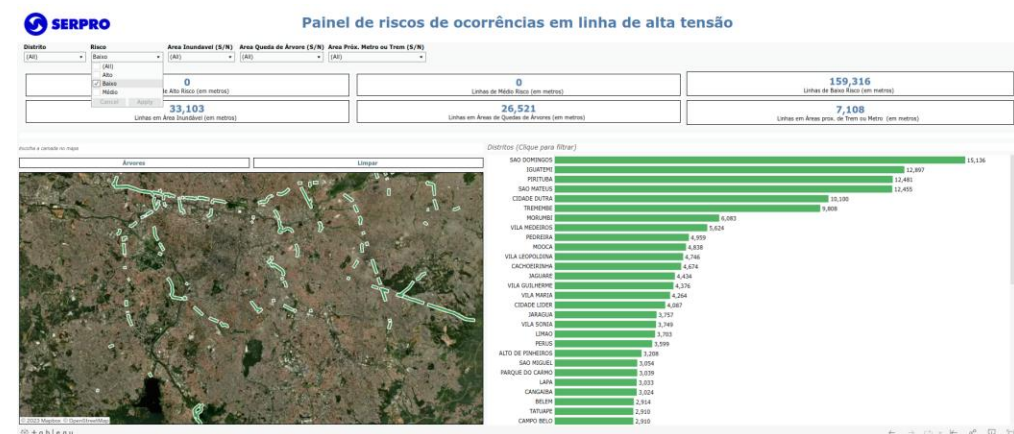 SERPRO
Painel de riscos de ocorrências em linha de alta tensão
Distrito
Risco
Area Inundavel (S/N)
Area Queda de Árvore (S/N)
Area Próx. Metro ou Trem (S/N)
(All)
Baixo
(All)
(All)
(All)
(All)
Alto
Baixo
Médio
Cancel Apply
0
de Alto Risco (em metros)
0
Linhas de Médio Risco (em metros)
159,316
Linhas de Baixo Risco (em metros)
33,103
Linhas em Área Inundável (em metros)
26,521
Linhas em Áreas de Quedas de Árvores (em metros)
7,108
Linhas em Áreas prox. de Trem ou Metro (em metros)
escolha a camada no mapa
Árvores
Limpar
© 2023 Mapbox © OpenStreetMap
Distritos (Clique para filtrar)
SAO DOMINGOS 15,136
IGUATEMI 12,897
PIRITUBA 12,481
SAO MATEUS 12,455
CIDADE DUTRA 10,100
TREMEMBE 9,808
MORUMBI 6,083
VILA MEDEIROS 5,624
PEDREIRA 4,959
MOOCA 4,838
VILA LEOPOLDINA 4,746
CACHOEIRINHA 4,674
JAGUARE 4,434
VILA GUILHERME 4,376
VILA MARIA 4,264
CIDADE LIDER 4,087
JARAGUA 3,757
VILA SONIA 3,749
LIMAO 3,703
PERUS 3,599
ALTO DE PINHEIROS 3,208
SAO MIGUEL 3,054
PARQUE DO CARMO 3,039
LAPA 3,033
CANGAIBA 3,024
BELEM 2,914
TATUAPE 2,910
CAMPO BELO 2,910
tableau